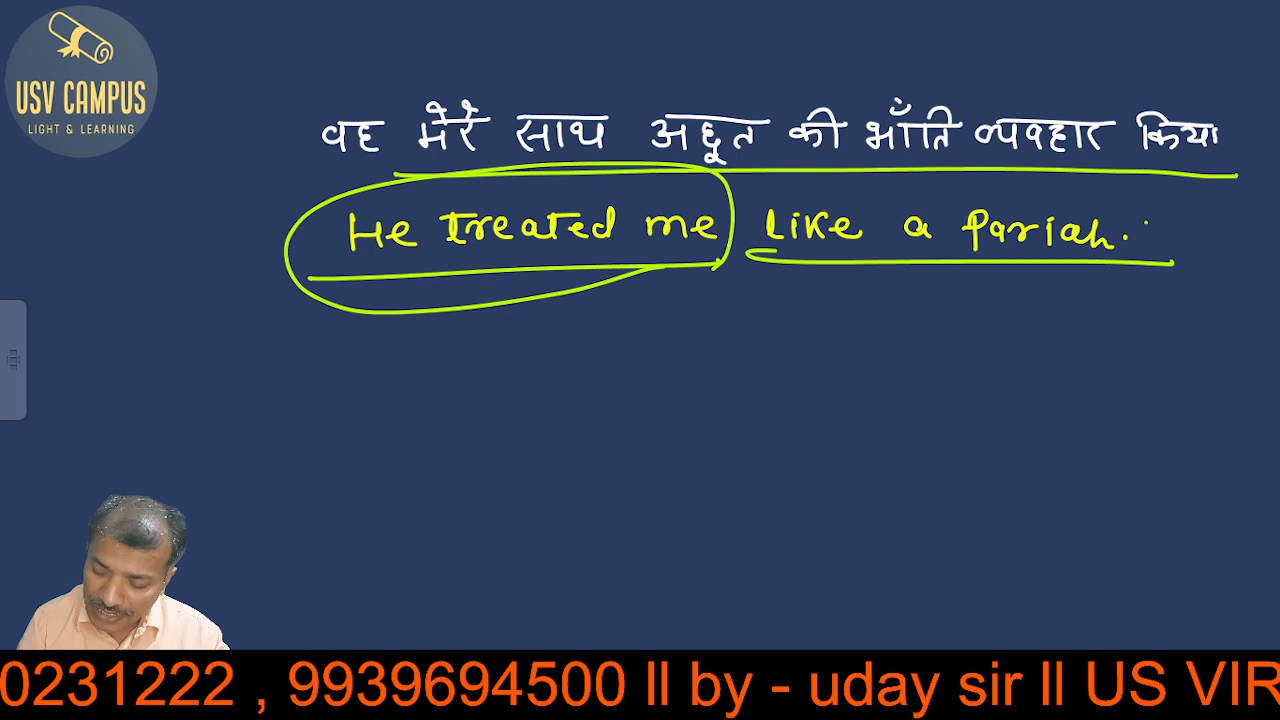 USV CAMPUS
LIGHT & LEARNING
वह मेरे साथ अछूत की भाँति व्यवहार किया
He treated me like a pariah.
0231222 , 9939694500 ll by - uday sir ll US VIR